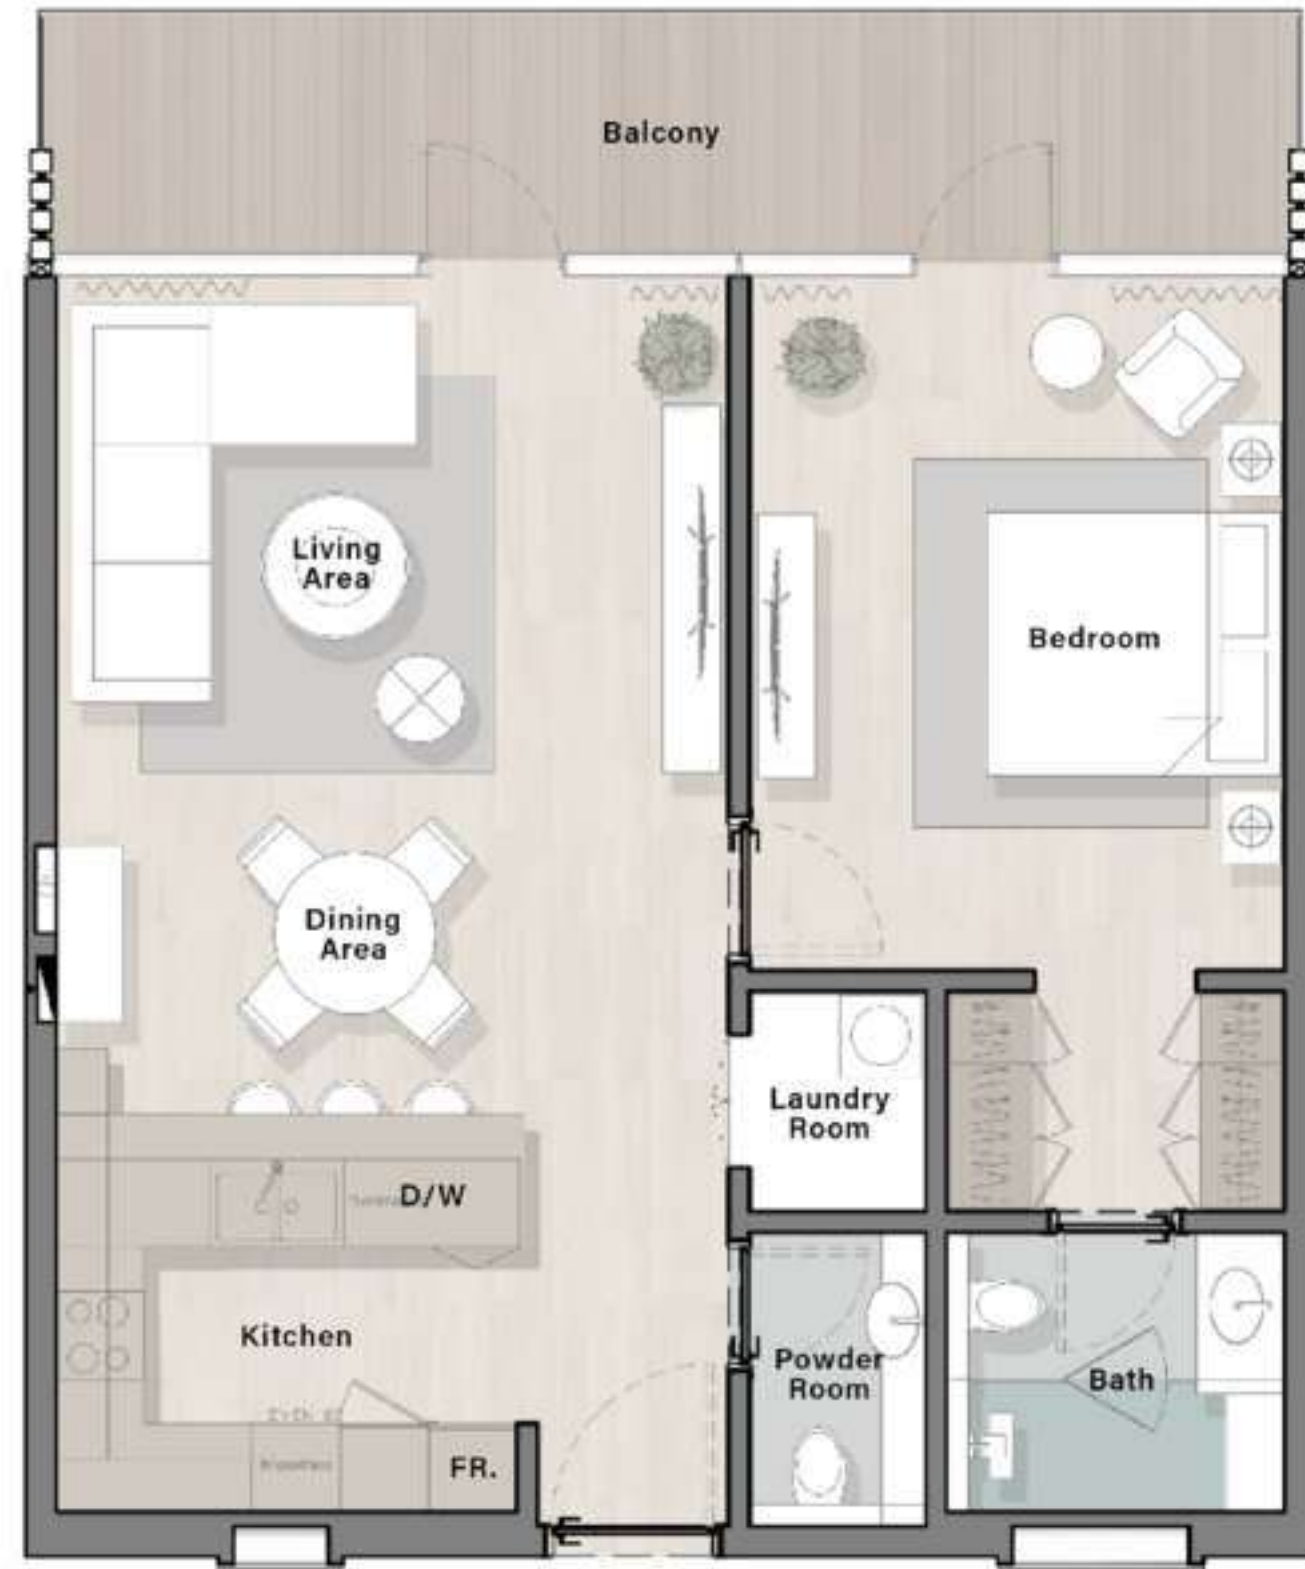 Balcony
Living
Area
Bedroom
Dining
Area
Laundry
Room
D/W
Kitchen
Powder
Room
Bath
FR.